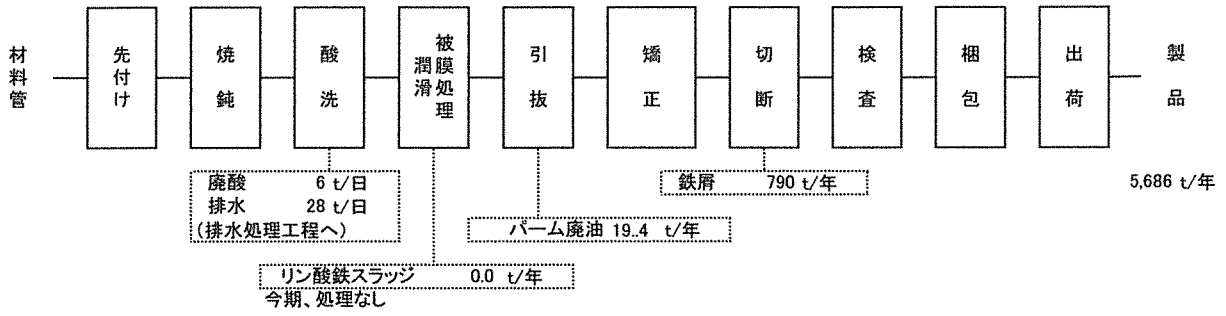 材料管
先付け
焼鈍
酸洗
潤滑被膜処理
引抜
矯正
切断
検査
梱包
出荷
製品
廃酸 6 t/日
排水 28 t/日
(排水処理工程へ)
鉄屑 790 t/年
5,686 t/年
パーム廃油 19..4 t/年
リン酸鉄スラッジ 0.0 t/年
今期、処理なし